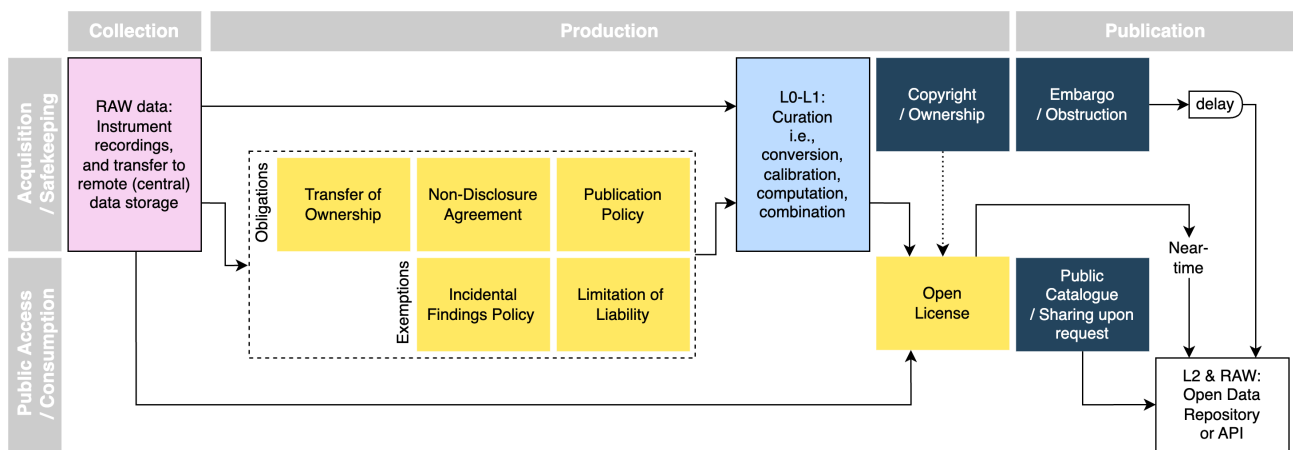 Collection
Production
Publication
Acquisition
/ Safekeeping
RAW data:
Instrument
recordings,
and transfer to
remote (central)
data storage
Obligations
Transfer of
Ownership
Non-Disclosure
Agreement
Publication
Policy
Exemptions
Incidental
Findings Policy
Limitation of
Liability
L0-L1:
Curation
i.e.,
conversion,
calibration,
computation,
combination
Copyright
/ Ownership
Embargo
/ Obstruction
delay
Near-
time
Public Access
/ Consumption
Open
License
Public
Catalogue
/ Sharing upon
request
L2 & RAW:
Open Data
Repository
or API